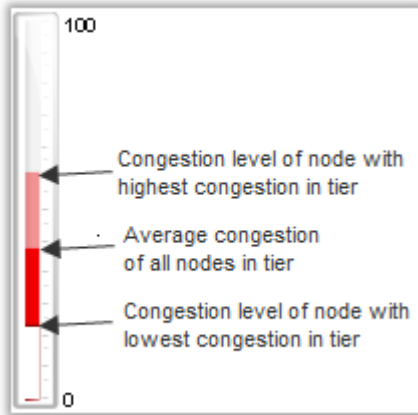 100
Congestion level of node with
highest congestion in tier
Average congestion
of all nodes in tier
Congestion level of node with
lowest congestion in tier
0